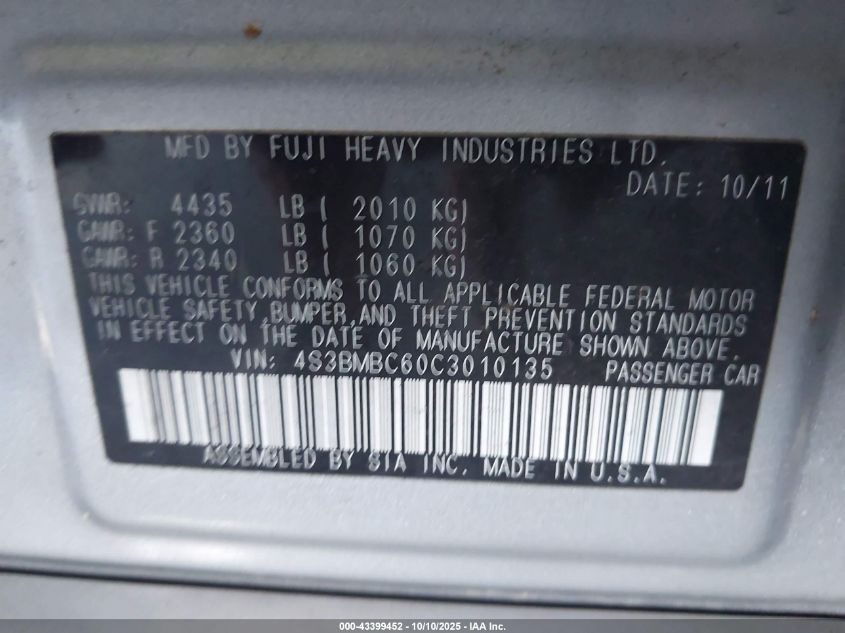 MFD BY FUJI HEAVY INDUSTRIES LTD.
DATE: 10/11
GVWR: 4435 LB ( 2010 KG)
GAWR: F 2360 LB ( 1070 KG)
GAWR: R 2340 LB ( 1060 KG)
THIS VEHICLE CONFORMS TO ALL APPLICABLE FEDERAL MOTOR
VEHICLE SAFETY,BUMPER,AND THEFT PREVENTION STANDARDS
IN EFFECT ON THE DATE OF MANUFACTURE SHOWN ABOVE.
VIN: 4S3BMBC60C3010135 PASSENGER CAR
ASSEMBLED BY SIA INC. MADE IN U.S.A.
000-43399452 - 10/10/2025 - IAA Inc.